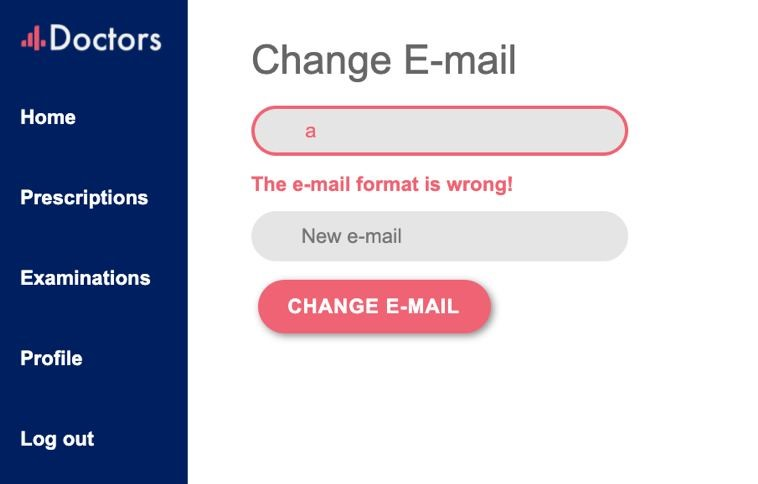 Doctors
Home
Prescriptions
Examinations
Profile
Log out
Change E-mail
a
The e-mail format is wrong!
New e-mail
CHANGE E-MAIL